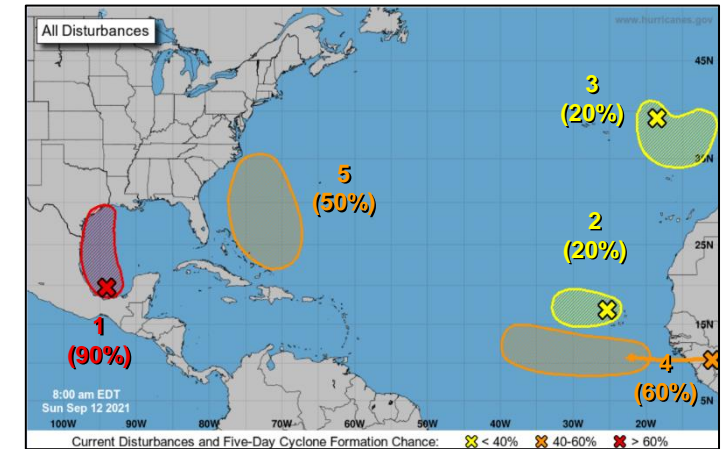 All Disturbances
www.hurricanes.gov
45N
3
(20%)
30N
5
(50%)
2
(20%)
25N
1
(90%)
15N
4
(60%)
5N
8:00 am EDT
Sun Sep 12 2021
100W 90W 80W 70W 60W 50W 40W 30W 20W
Current Disturbances and Five-Day Cyclone Formation Chance: < 40% 40-60% > 60%